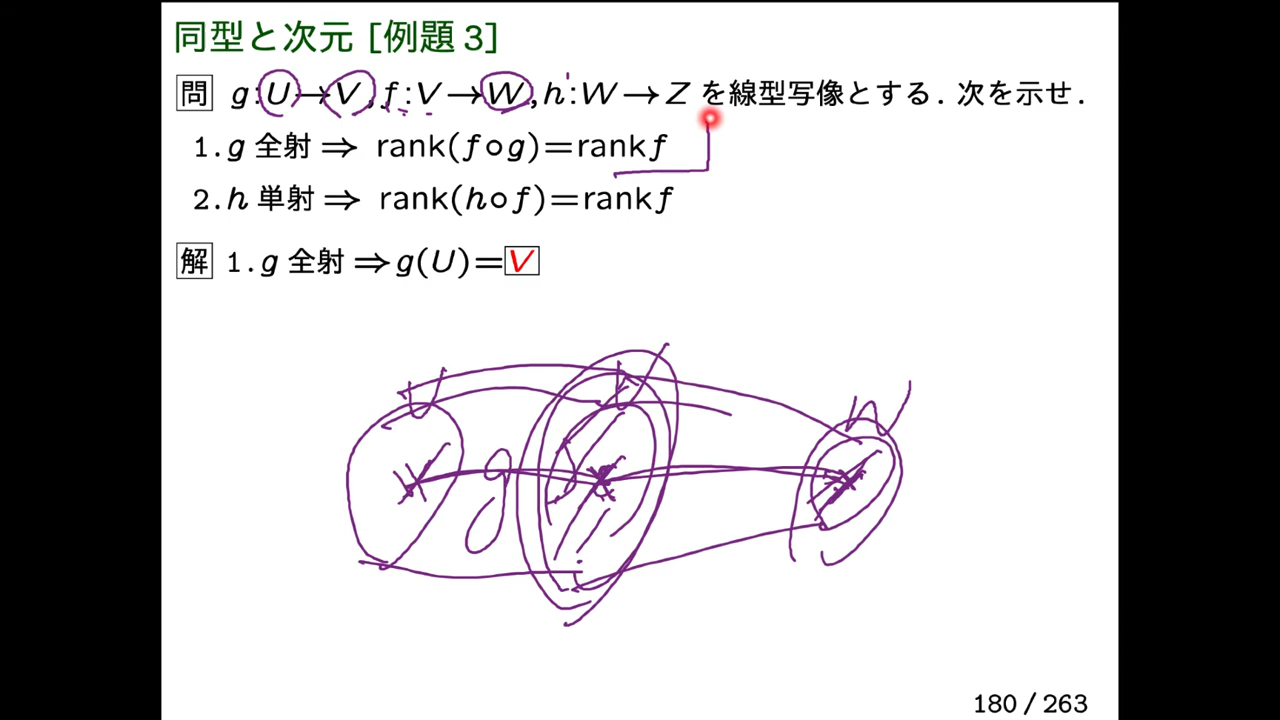 同型と次元 [例題3]
問 g:U→V, f:V→W, h:W→Z を線型写像とする. 次を示せ.
1. g 全射 ⇒ rank(f∘g)=rank f
2. h 単射 ⇒ rank(h∘f)=rank f
解 1. g 全射 ⇒ g(U)=V
U V W
g
180 / 263